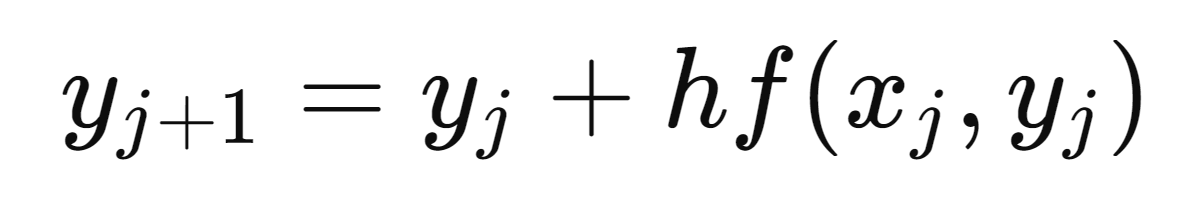 y_{j+1} = y_j + hf(x_j, y_j)